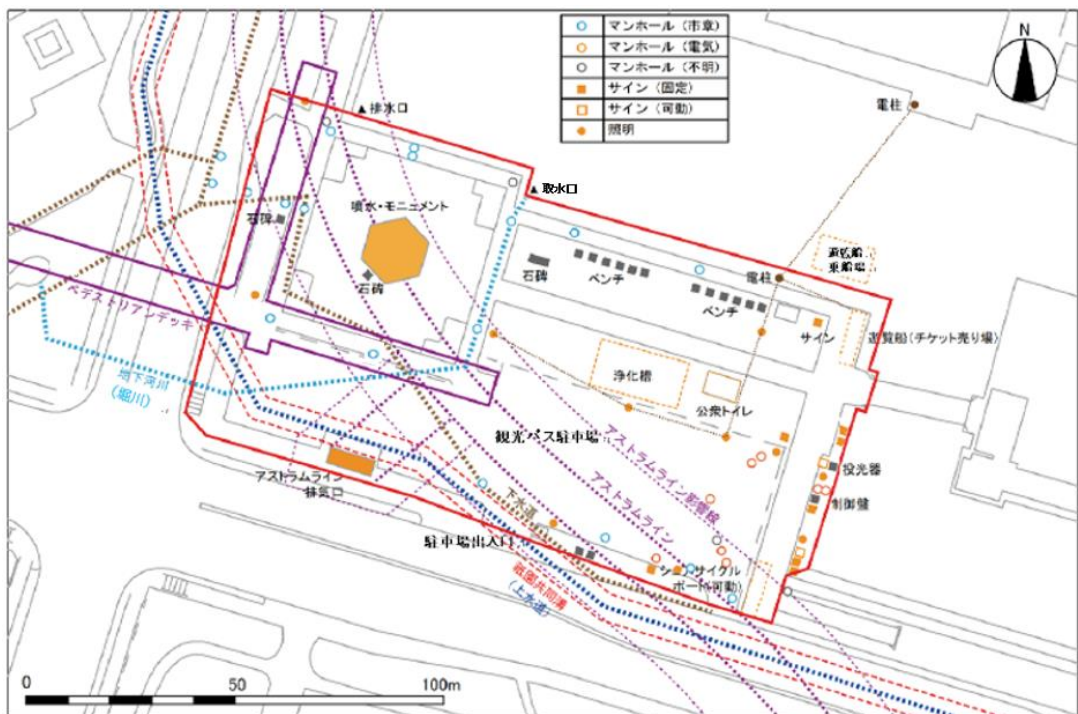 マンホール（市章）
マンホール（電気）
マンホール（不明）
サイン（固定）
サイン（可動）
照明
N
電柱
▲排水口
▲取水口
噴水・モニュメント
石碑
石碑
石碑
ベンチ
ベンチ
電柱
遊覧船
乗船場
サイン
遊覧船（チケット売り場）
ペデストリアンデッキ
地下河川
（堀川）
浄化槽
公衆トイレ
観光バス駐車場
アストラムライン影響線
アストラムライン
アストラムライン
排気口
下水道
投光器
制御盤
駐車場出入口
祇園共同溝
（上水道）
シェアサイクル
ポート（可動）
0
50
100m